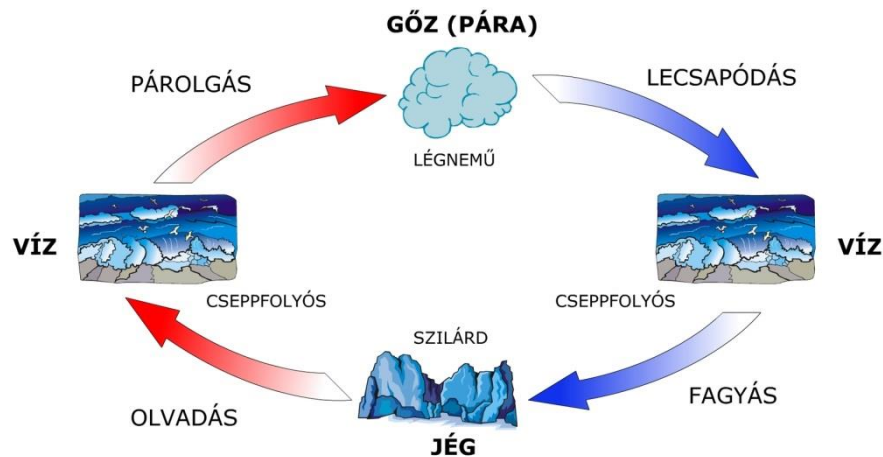 GŐZ (PÁRA)
PÁROLGÁS
LECSAPÓDÁS
LÉGNEMŰ
VÍZ
VÍZ
CSEPPFOLYÓS
CSEPPFOLYÓS
SZILÁRD
OLVADÁS
FAGYÁS
JÉG